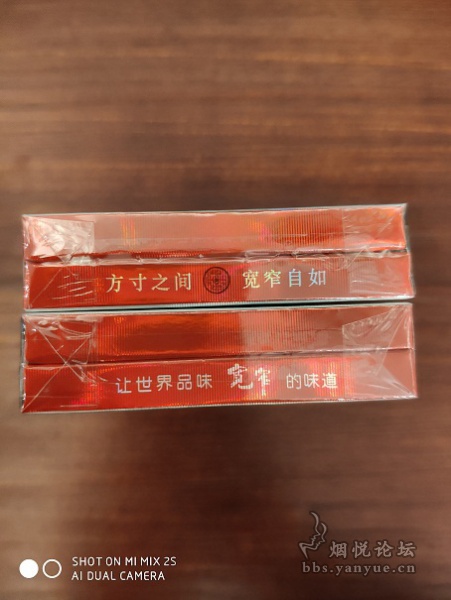 方寸之间 宽窄自如
让世界品味 宽窄 的味道
SHOT ON MI MIX 2S
AI DUAL CAMERA
烟悦论坛
bbs.yanyue.cn